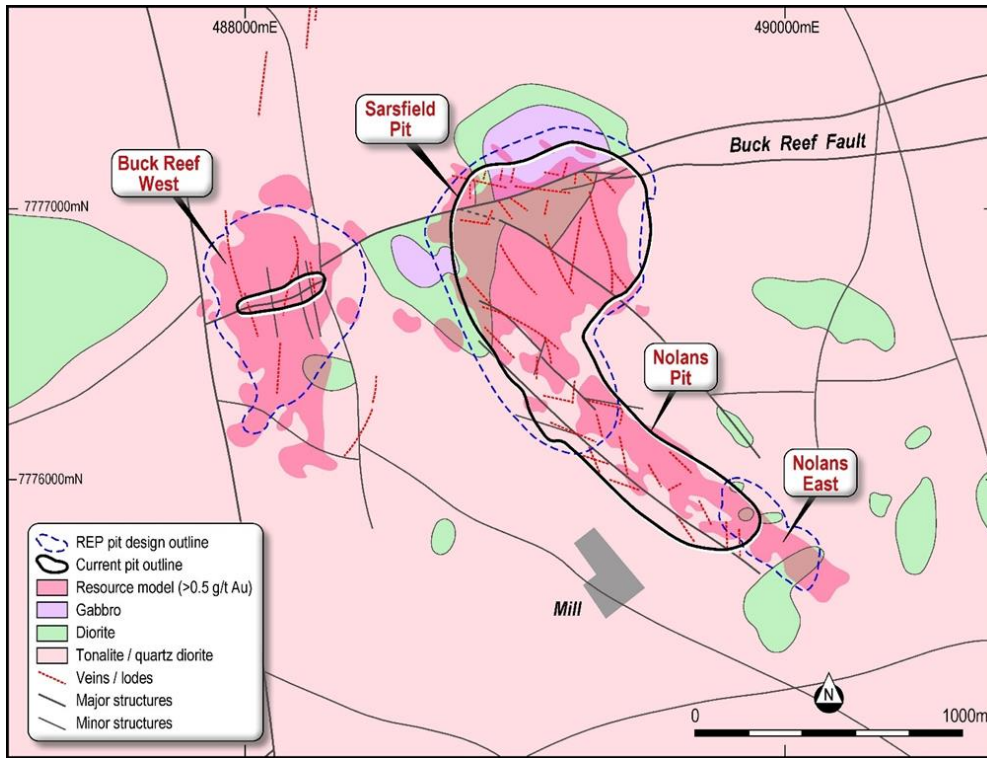 488000mE
490000mE
Sarsfield
Pit
Buck Reef
West
Buck Reef Fault
7777000mN
Nolans
Pit
Nolans
East
7776000mN
REP pit design outline
Current pit outline
Resource model (>0.5 g/t Au)
Gabbro
Diorite
Tonalite / quartz diorite
Veins / lodes
Major structures
Minor structures
Mill
N
0
1000m